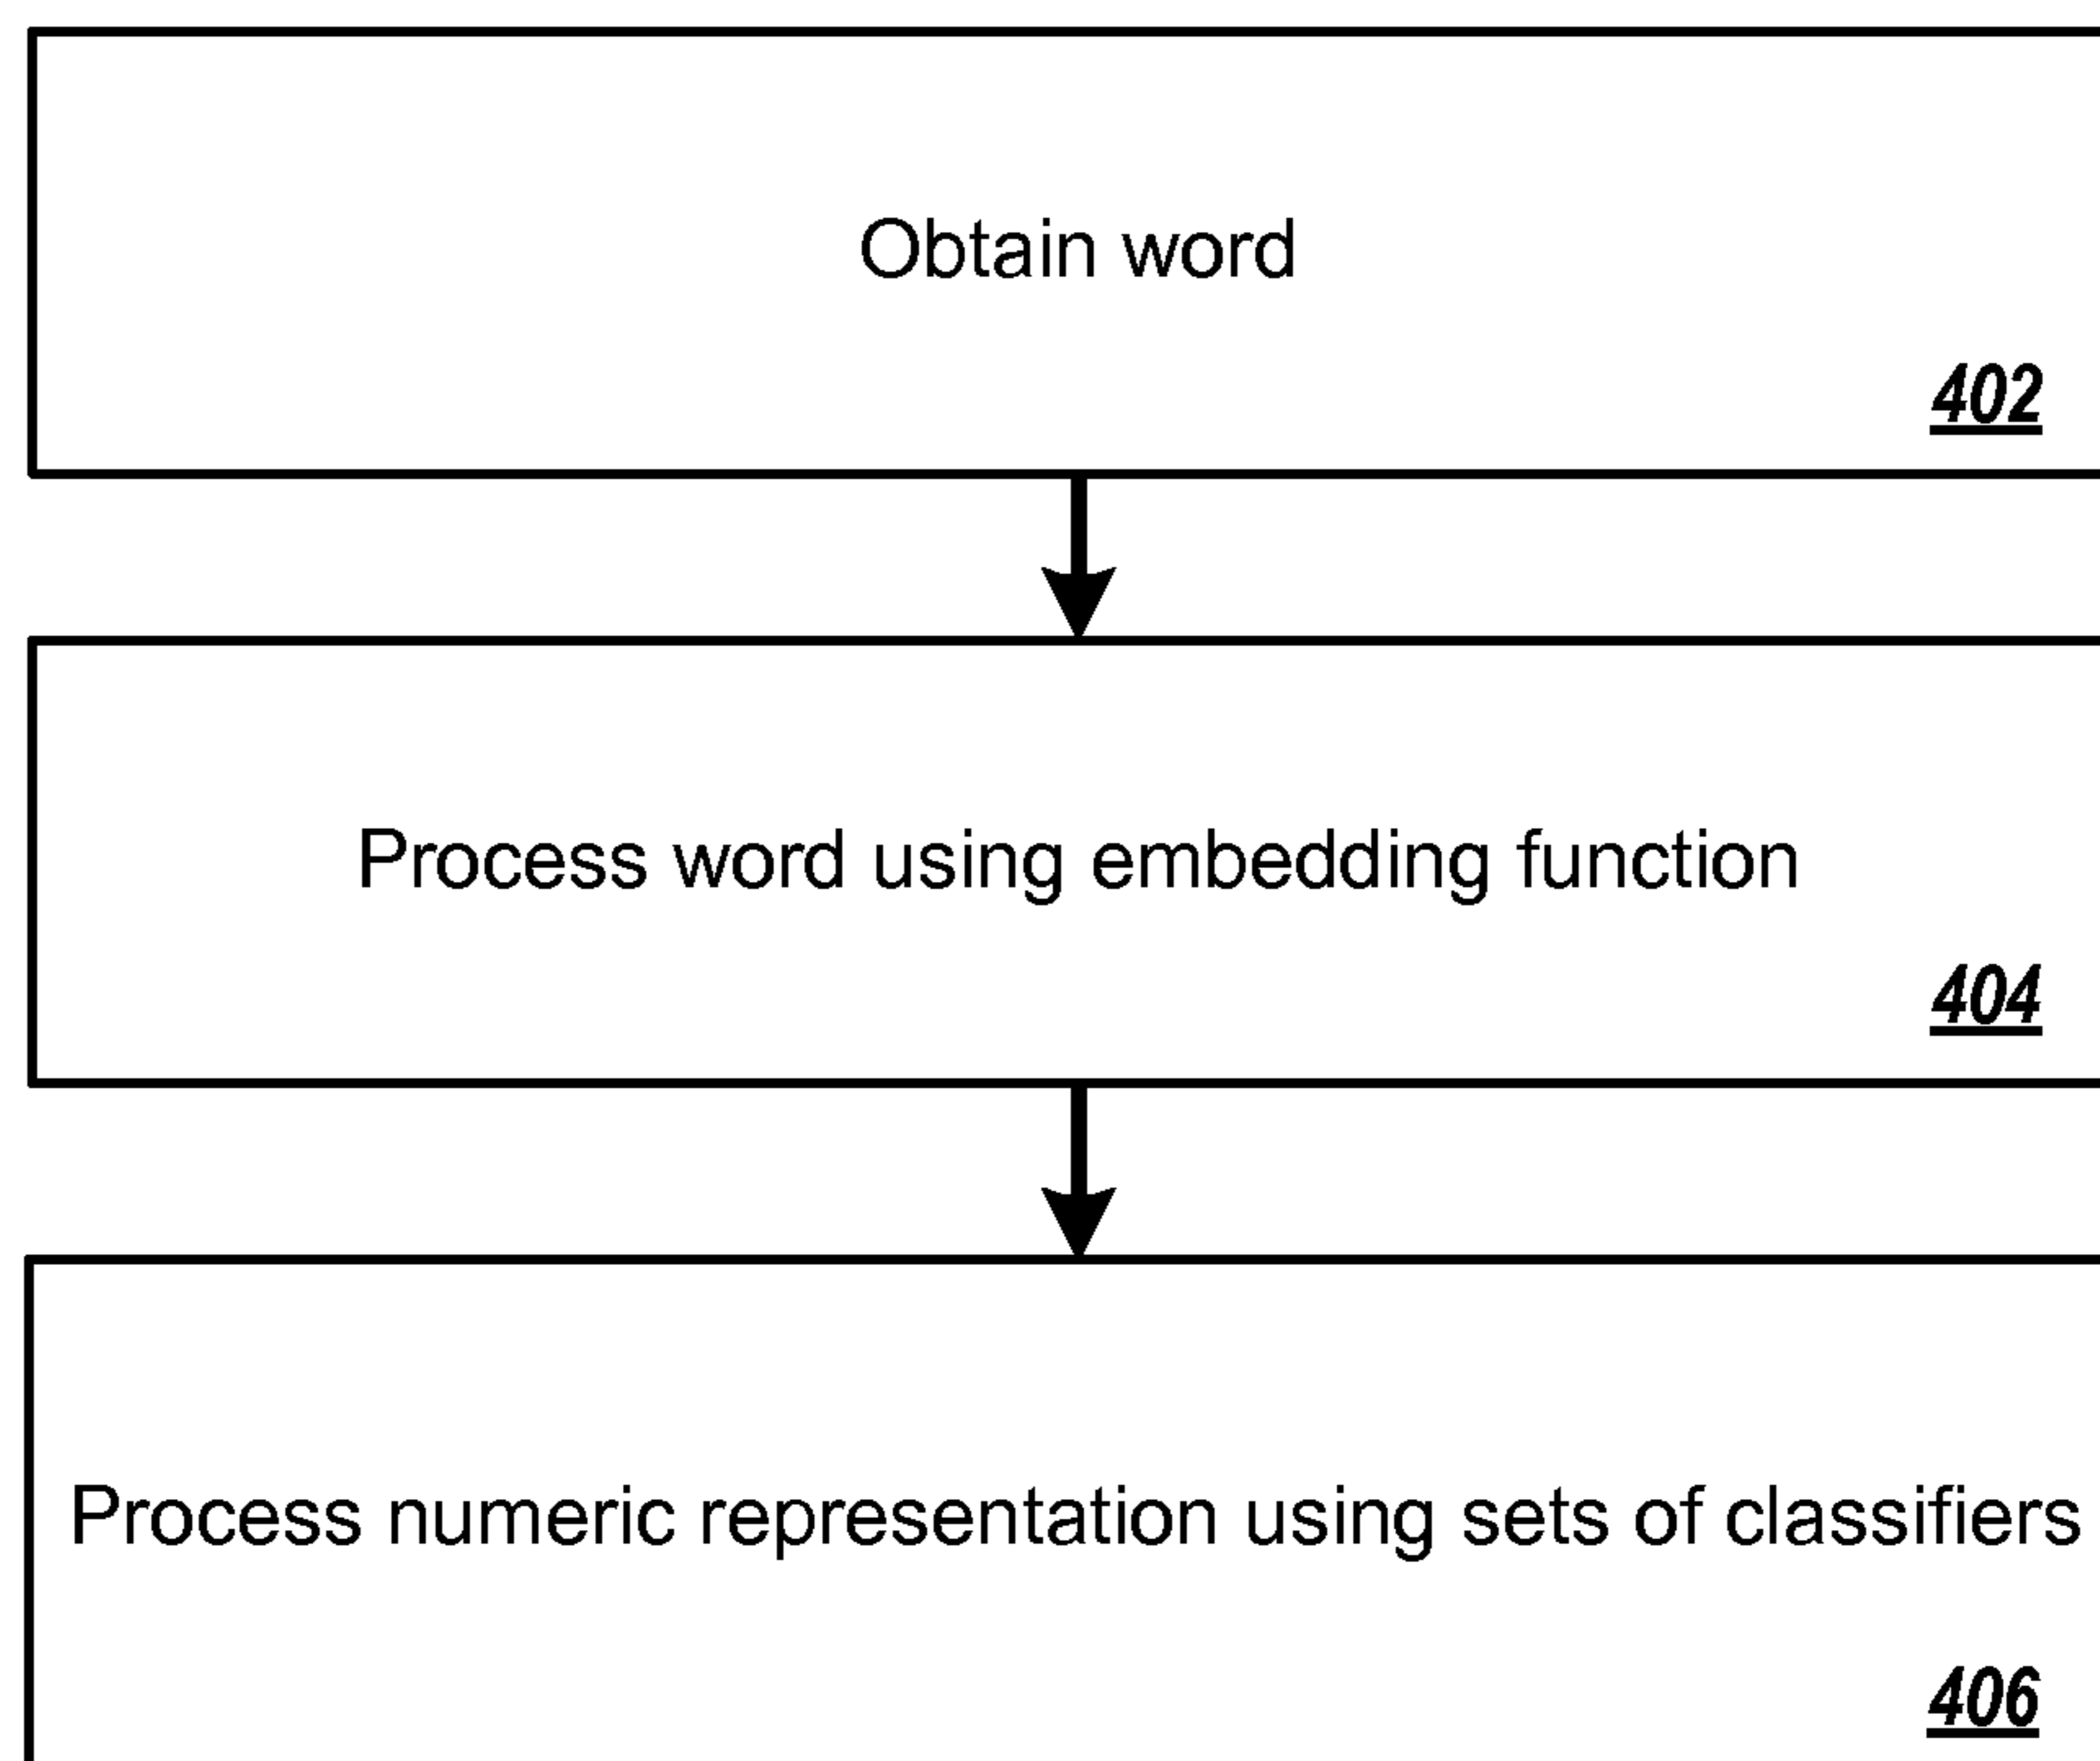 Obtain word
402
Process word using embedding function
404
Process numeric representation using sets of classifiers
406